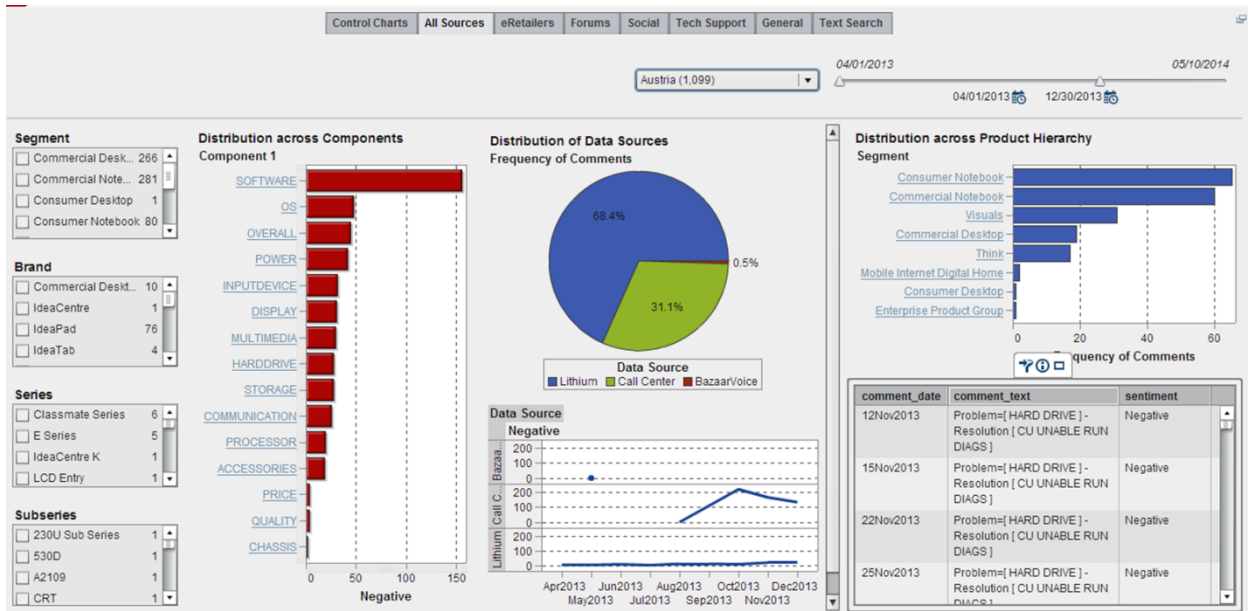 Control Charts All Sources eRetailers Forums Social Tech Support General Text Search
Austria (1,099)
04/01/2013 05/10/2014
04/01/2013 12/30/2013
Segment
Commercial Desk... 266
Commercial Note... 281
Consumer Desktop 1
Consumer Notebook 80
Brand
Commercial Deskt... 10
IdeaCentre 1
IdeaPad 76
IdeaTab 4
Series
Classmate Series 6
E Series 5
IdeaCentre K 1
LCD Entry 1
Subseries
230U Sub Series 1
530D 1
A2109 1
CRT 1
Distribution across Components
Component 1
SOFTWARE
OS
OVERALL
POWER
INPUTDEVICE
DISPLAY
MULTIMEDIA
HARDDRIVE
STORAGE
COMMUNICATION
PROCESSOR
ACCESSORIES
PRICE
QUALITY
CHASSIS
0 50 100 150
Negative
Distribution of Data Sources
Frequency of Comments
68.4%
0.5%
31.1%
Data Source
Lithium Call Center BazaarVoice
Data Source
Negative
Bazaa...
200
100
0
Call C...
200
100
0
Lithium
200
100
0
Apr2013 Jun2013 Aug2013 Oct2013 Dec2013
May2013 Jul2013 Sep2013 Nov2013
Distribution across Product Hierarchy
Segment
Consumer Notebook
Commercial Notebook
Visuals
Commercial Desktop
Think
Mobile Internet Digital Home
Consumer Desktop
Enterprise Product Group
0 20 40 60
quency of Comments
comment_date comment_text sentiment
12Nov2013 Problem=[ HARD DRIVE ] - Negative
Resolution [ CU UNABLE RUN
DIAGS ]
15Nov2013 Problem=[ HARD DRIVE ] - Negative
Resolution [ CU UNABLE RUN
DIAGS ]
22Nov2013 Problem=[ HARD DRIVE ] - Negative
Resolution [ CU UNABLE RUN
DIAGS ]
25Nov2013 Problem=[ HARD DRIVE ] - Negative
Resolution [ CU UNABLE RUN
DIAGS ]